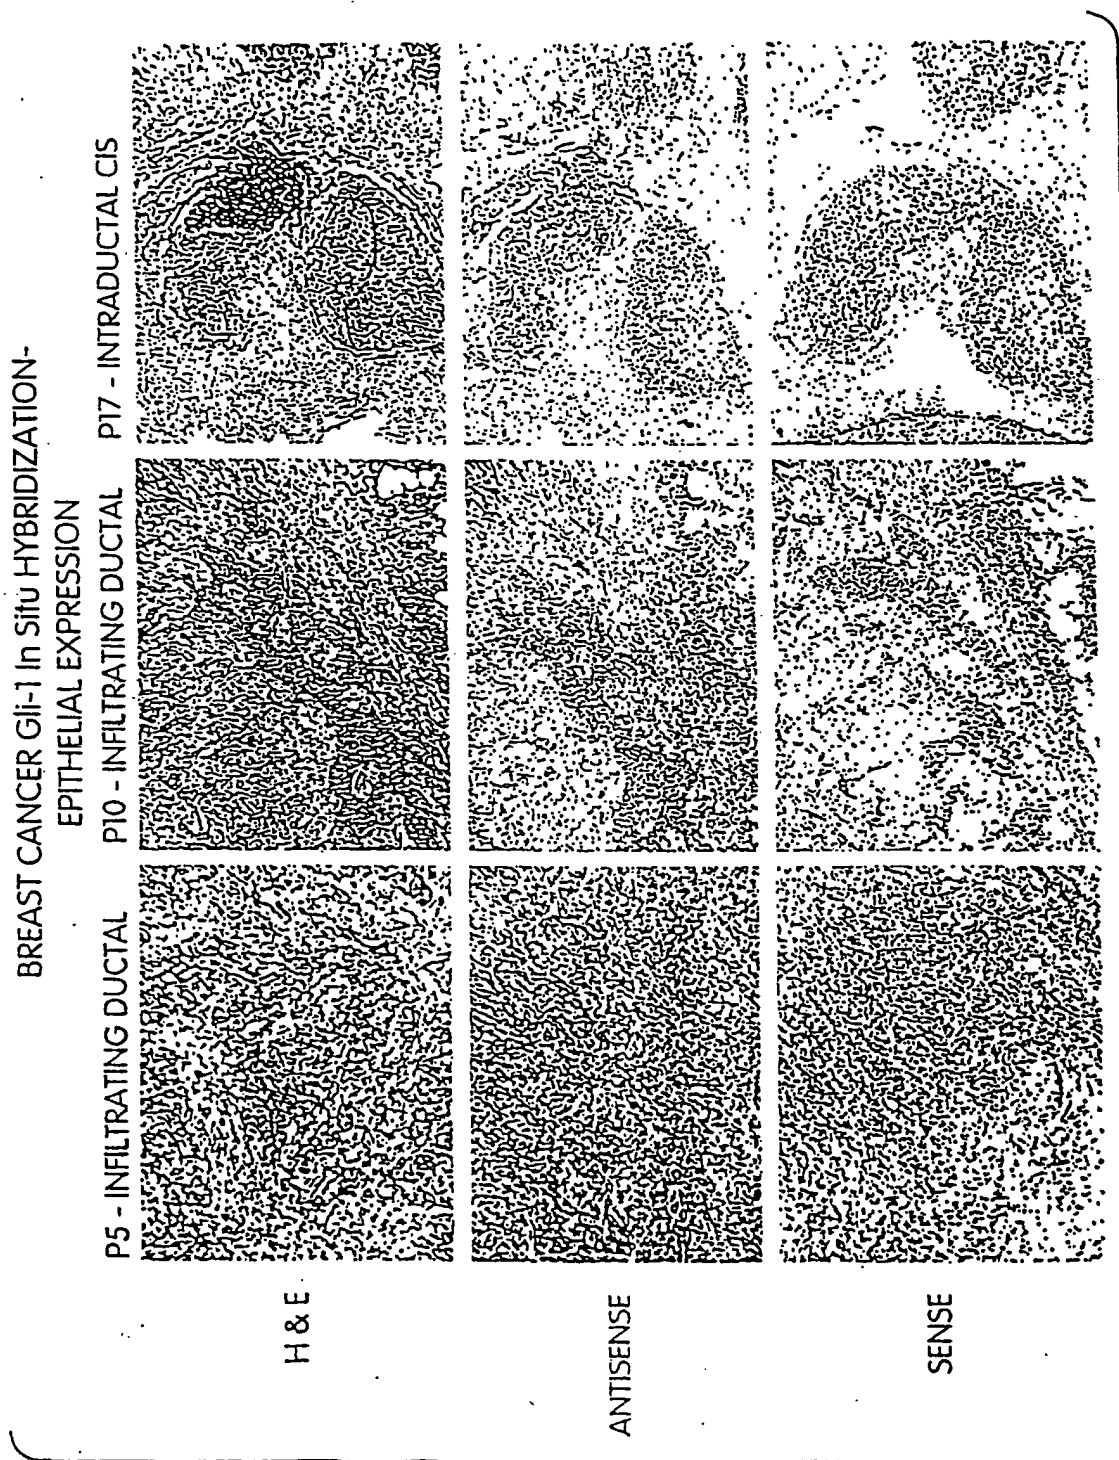 BREAST CANCER Gli-1 In Situ HYBRIDIZATION-
EPITHELIAL EXPRESSION
P5 - INFILTRATING DUCTAL
P10 - INFILTRATING DUCTAL
P17 - INTRADUCTAL CIS
H & E
ANTISENSE
SENSE